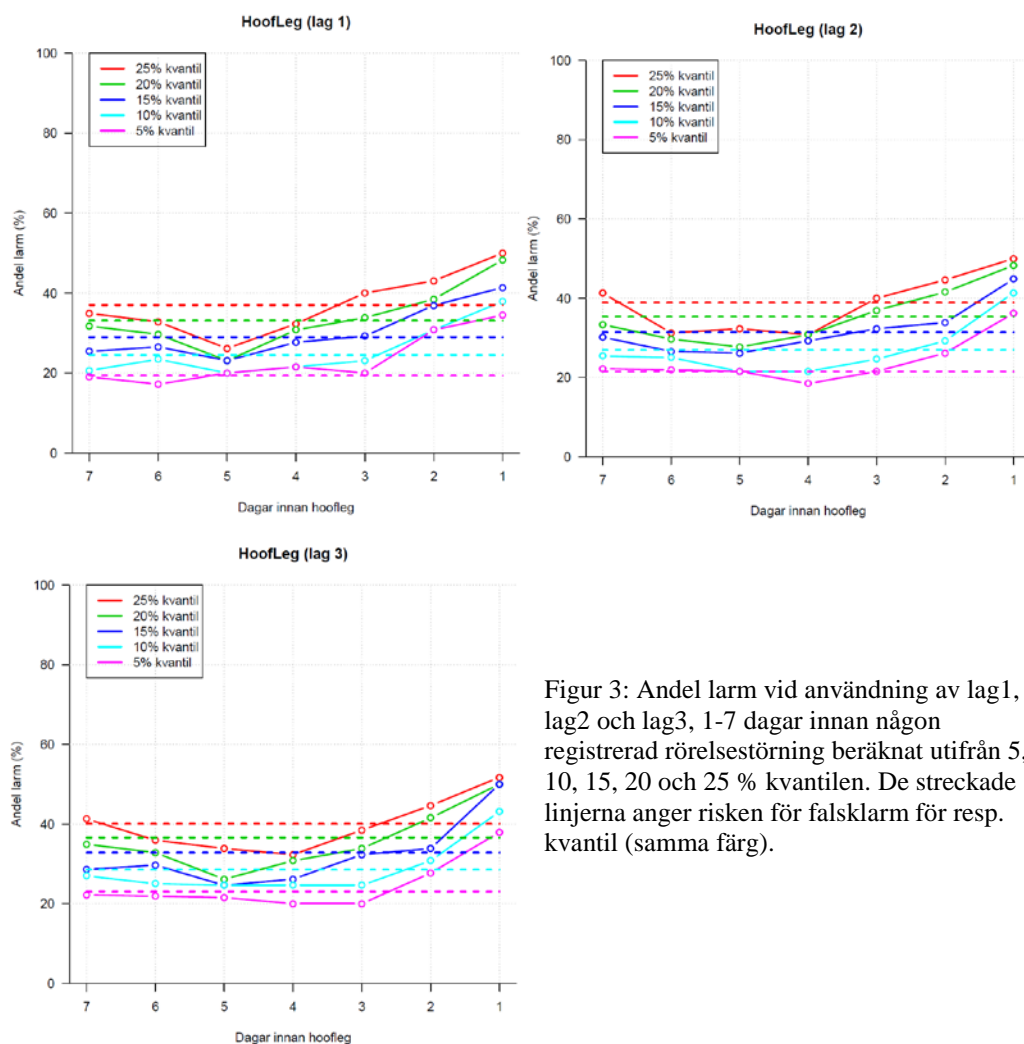 HoofLeg (lag 1)
100
80
60
40
20
0
Andel larm (%)
25% kvantil
20% kvantil
15% kvantil
10% kvantil
5% kvantil
7 6 5 4 3 2 1
Dagar innan hoofleg
HoofLeg (lag 2)
100
80
60
40
20
0
Andel larm (%)
25% kvantil
20% kvantil
15% kvantil
10% kvantil
5% kvantil
7 6 5 4 3 2 1
Dagar innan hoofleg
HoofLeg (lag 3)
100
80
60
40
20
0
Andel larm (%)
25% kvantil
20% kvantil
15% kvantil
10% kvantil
5% kvantil
7 6 5 4 3 2 1
Dagar innan hoofleg
Figur 3: Andel larm vid användning av lag1,
lag2 och lag3, 1-7 dagar innan någon
registrerad rörelsestörning beräknat utifrån 5,
10, 15, 20 och 25 % kvantilen. De streckade
linjerna anger risken för falsklarm för resp.
kvantil (samma färg).